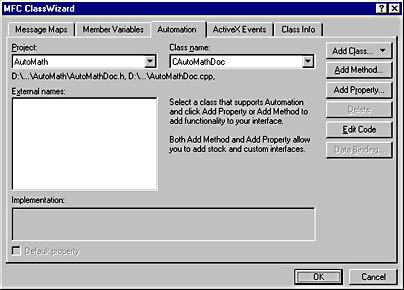 MFC ClassWizard
Message Maps
Member Variables
Automation
ActiveX Events
Class Info
Project:
Class name:
Add Class...
AutoMath
CAutoMathDoc
Add Method...
D:\...\AutoMath\AutoMathDoc.h, D:\...\AutoMathDoc.cpp,
External names:
Add Property...
Select a class that supports Automation
and click Add Property or Add Method to
add functionality to your interface.
Delete
Edit Code
Both Add Method and Add Property allow
you to add stock and custom interfaces.
Data Binding...
Implementation:
Default property
OK
Cancel